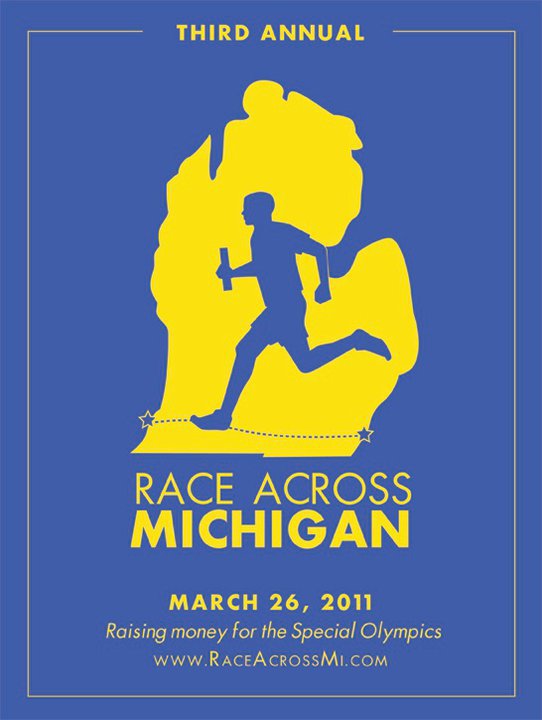 THIRD ANNUAL
RACE ACROSS
MICHIGAN
MARCH 26, 2011
Raising money for the Special Olympics
WWW.RACEACROSSMI.COM